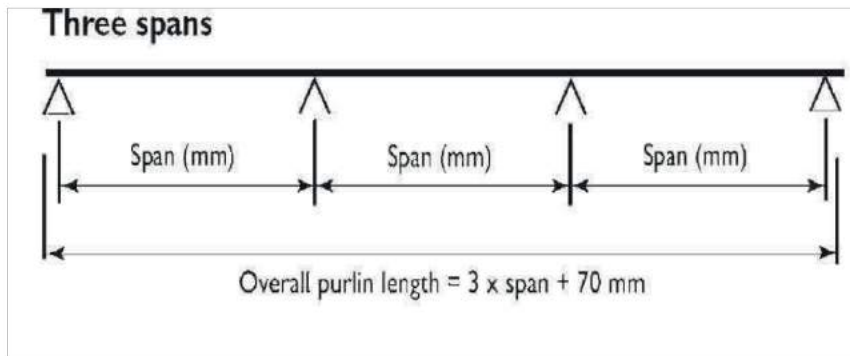 Three spans
Span (mm) Span (mm) Span (mm)
Overall purlin length = 3 x span + 70 mm